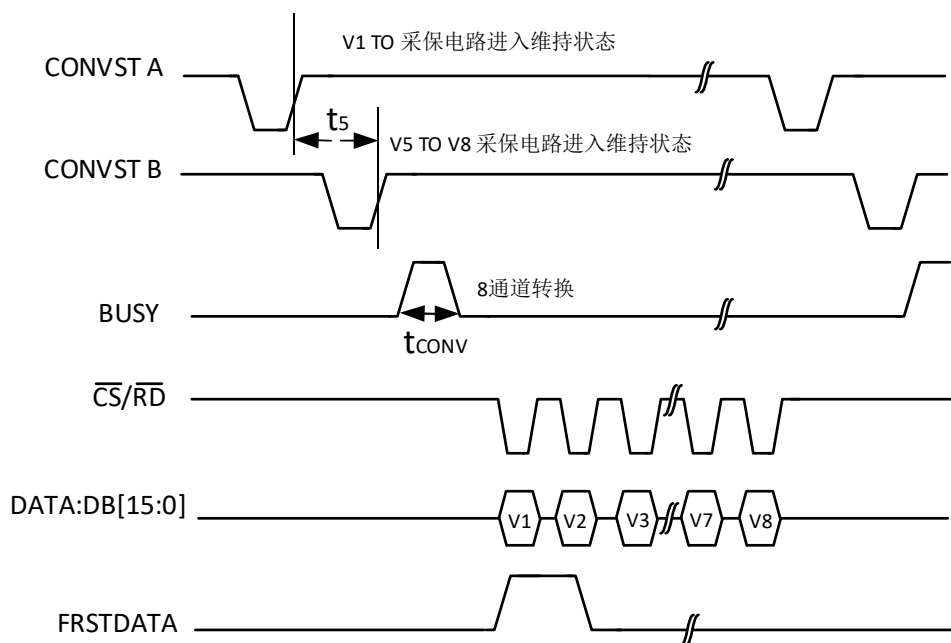 V1 TO 采保电路进入维持状态
CONVST A
t5
V5 TO V8 采保电路进入维持状态
CONVST B
8通道转换
BUSY
tCONV
CS/RD
DATA:DB[15:0]
V1 V2 V3 V7 V8
FRSTDATA